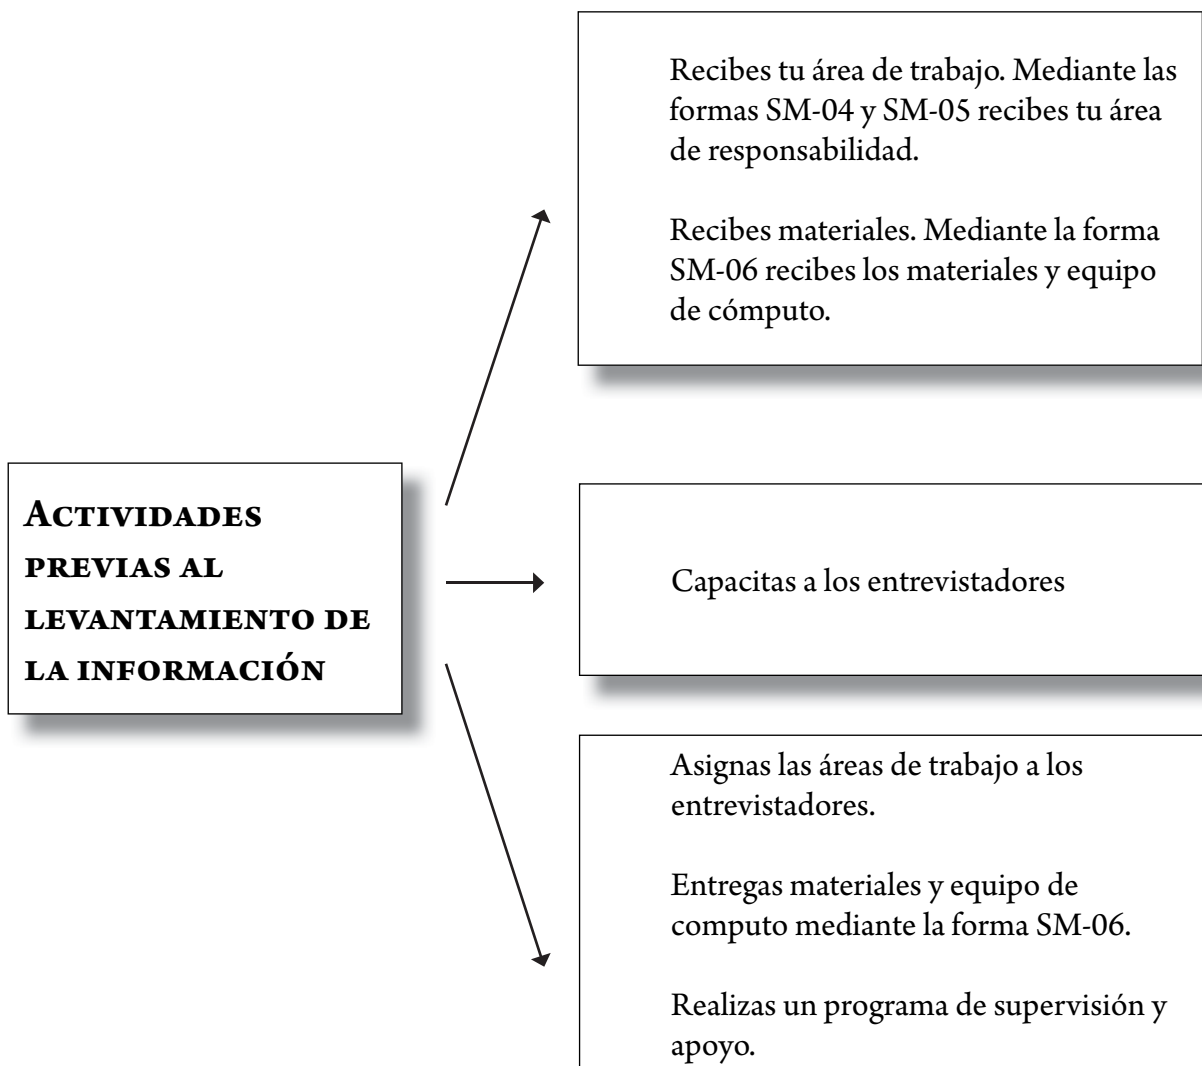 Recibes tu área de trabajo. Mediante las
formas SM-04 y SM-05 recibes tu área
de responsabilidad.
Recibes materiales. Mediante la forma
SM-06 recibes los materiales y equipo
de cómputo.
ACTIVIDADES
PREVIAS AL
LEVANTAMIENTO DE
LA INFORMACIÓN
Capacitas a los entrevistadores
Asignas las áreas de trabajo a los
entrevistadores.
Entregas materiales y equipo de
computo mediante la forma SM-06.
Realizas un programa de supervisión y
apoyo.